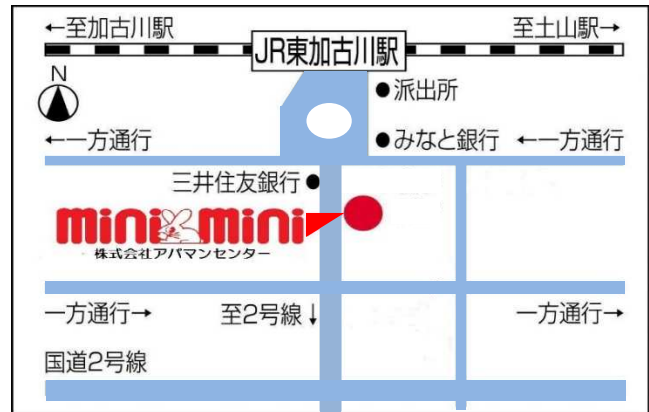 ←至加古川駅
至土山駅→
JR東加古川駅
N
●派出所
←一方通行
●みなと銀行
←一方通行
三井住友銀行●
mini mini
株式会社アパマンセンター
一方通行→
至2号線↓
一方通行→
国道2号線